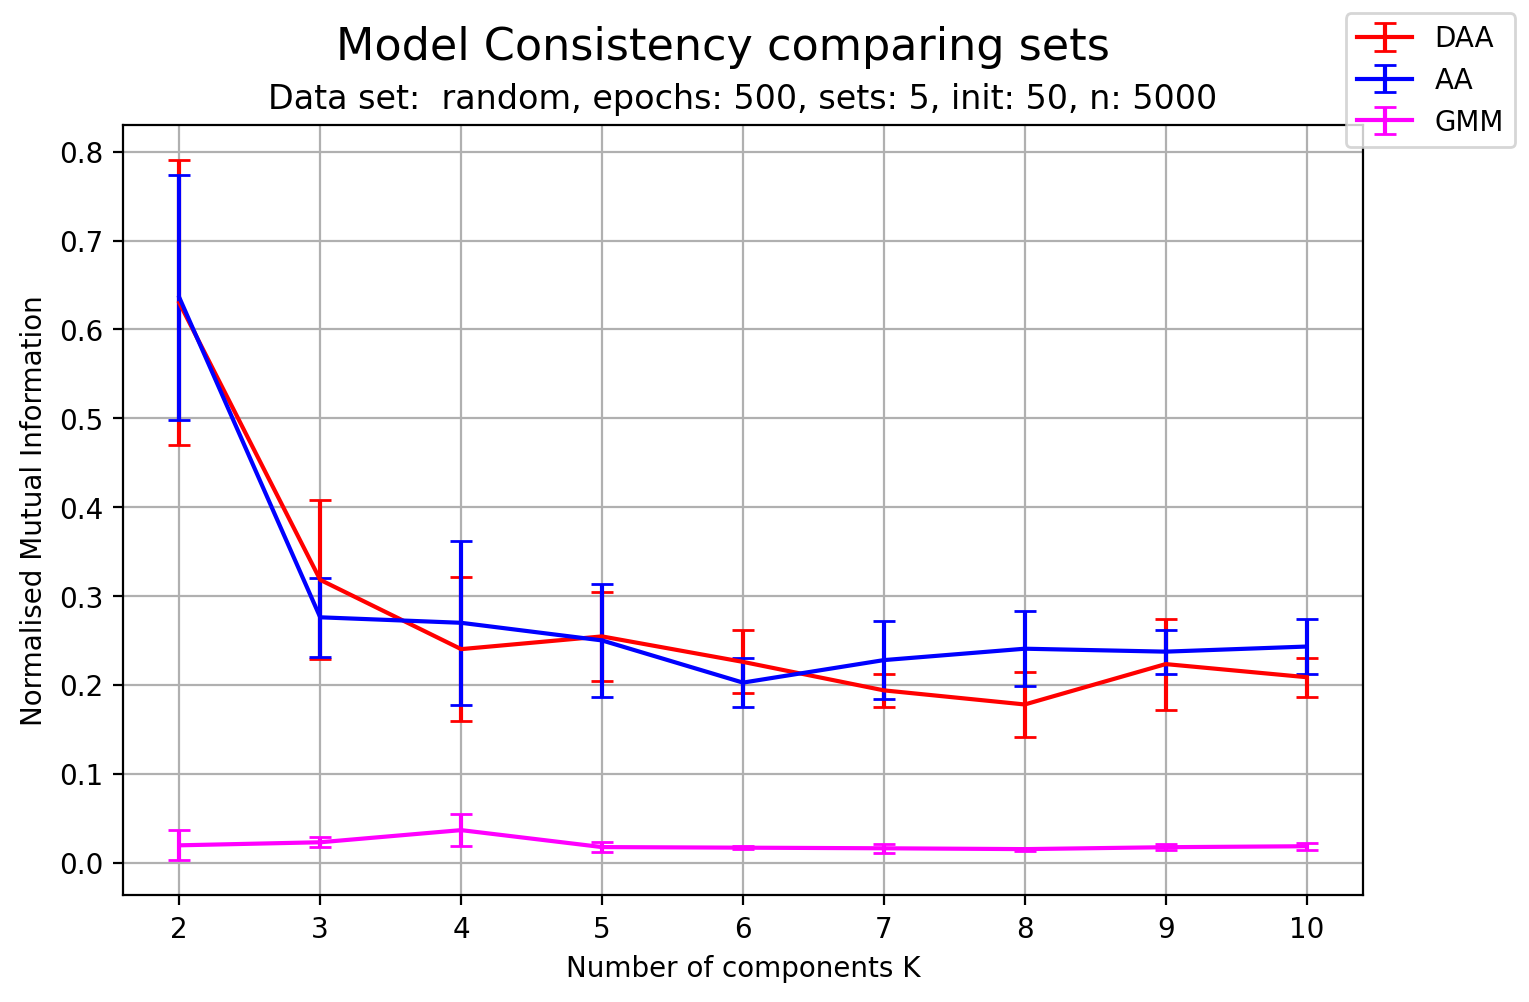 Model Consistency comparing sets
Data set:  random, epochs: 500, sets: 5, init: 50, n: 5000
DAA
AA
GMM
Normalised Mutual Information
0.8
0.7
0.6
0.5
0.4
0.3
0.2
0.1
0.0
2 3 4 5 6 7 8 9 10
Number of components K